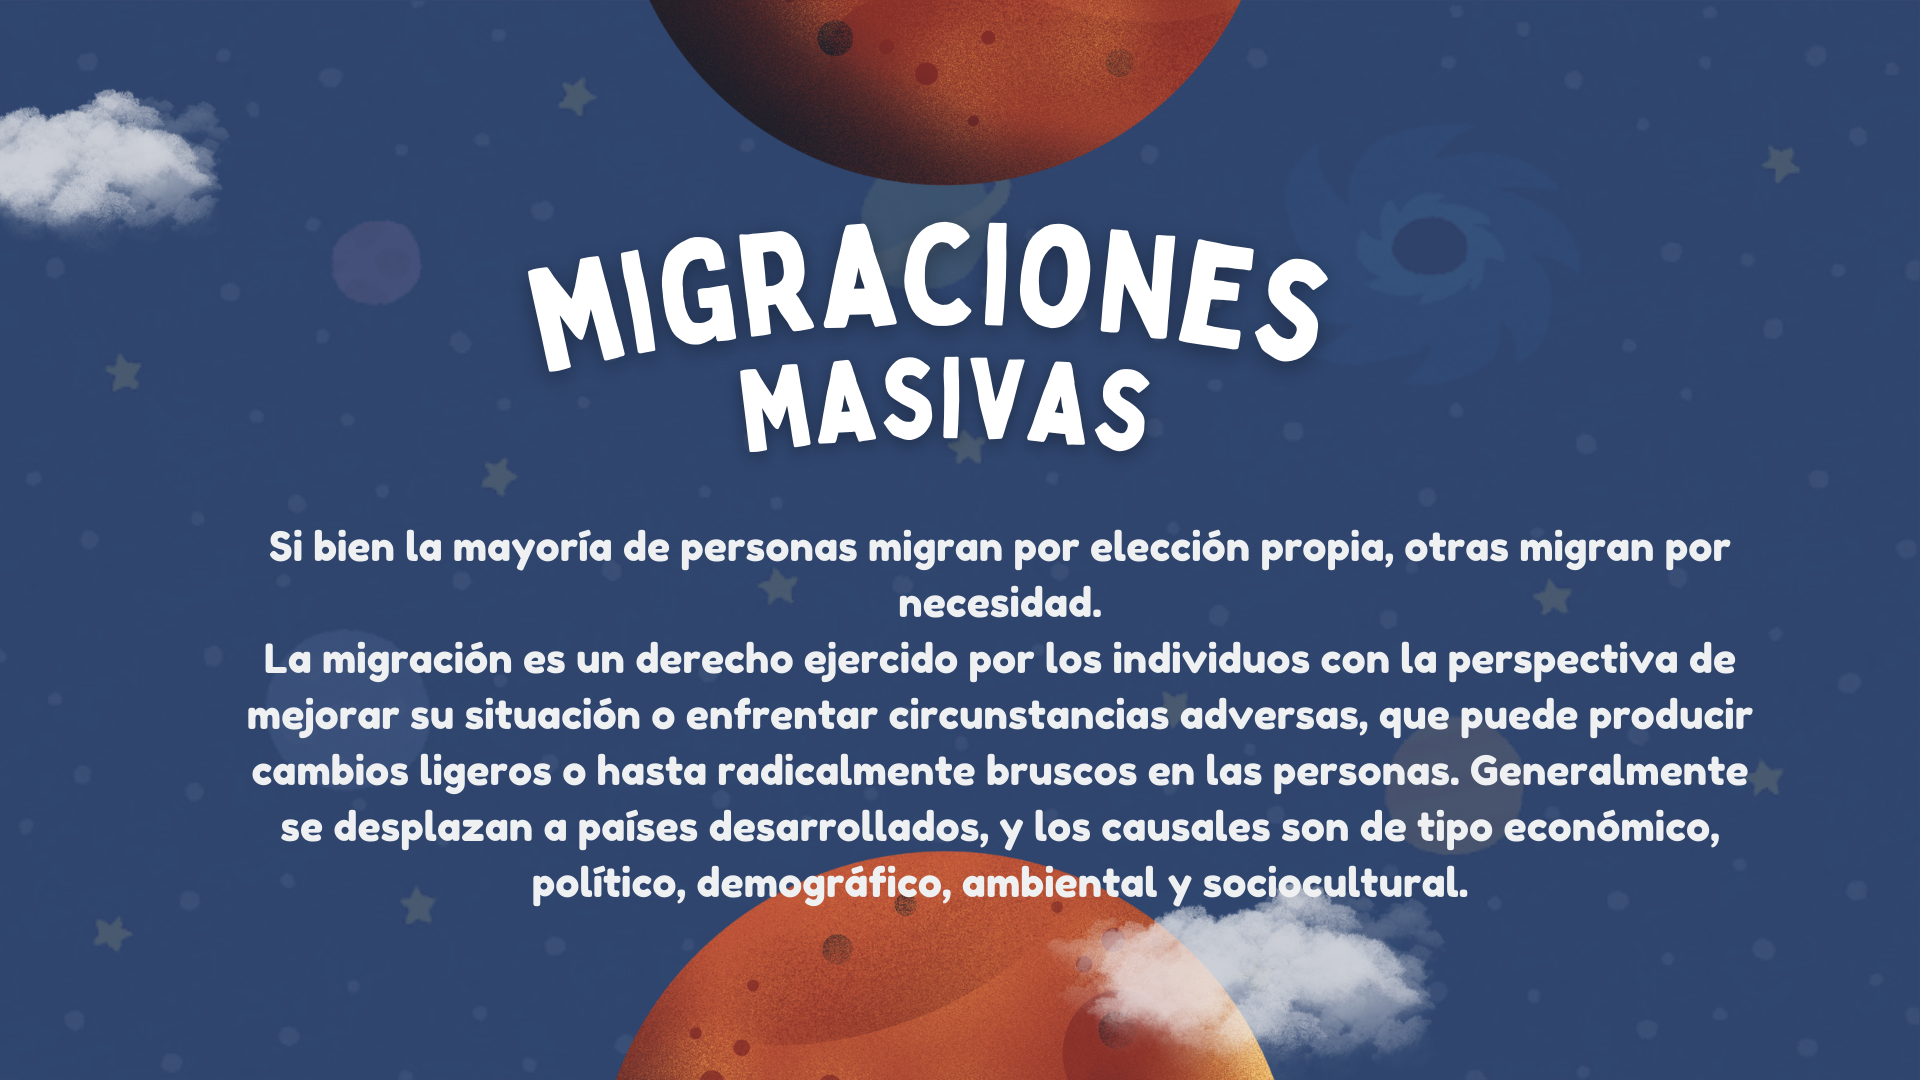 MIGRACIONES
MASIVAS
Si bien la mayoría de personas migran por elección propia, otras migran por
necesidad.
La migración es un derecho ejercido por los individuos con la perspectiva de
mejorar su situación o enfrentar circunstancias adversas, que puede producir
cambios ligeros o hasta radicalmente bruscos en las personas. Generalmente
se desplazan a países desarrollados, y los causales son de tipo económico,
político, demográfico, ambiental y sociocultural.